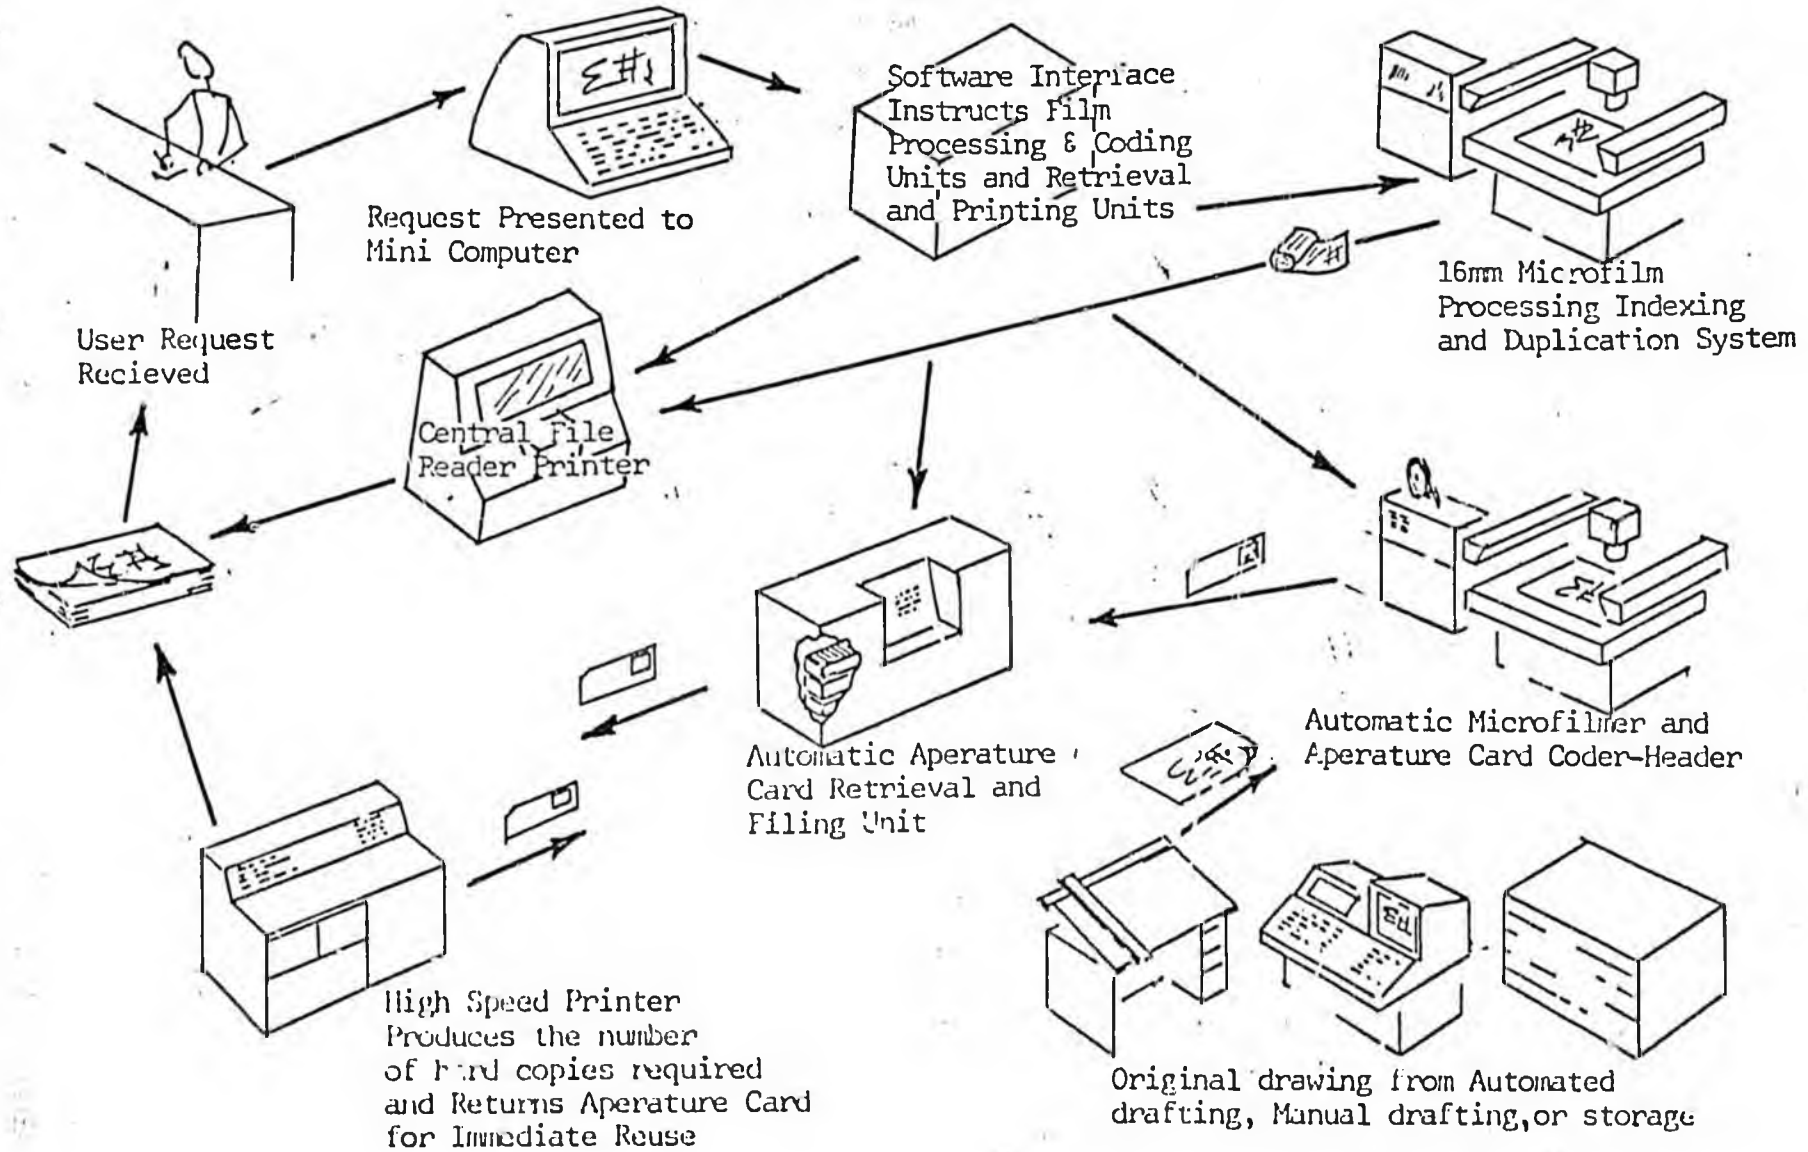 Request Presented to
Mini Computer
Software Interface
Instructs Film
Processing & Coding
Units and Retrieval
and Printing Units
16mm Microfilm
Processing Indexing
and Duplication System
User Request
Recieved
Central File
Reader Printer
Automatic Microfilmer and
Aperature Card Coder-Header
Automatic Aperature
Card Retrieval and
Filing Unit
High Speed Printer
Produces the number
of hard copies required
and Returns Aperature Card
for Immediate Reuse
Original drawing from Automated
drafting, Manual drafting,or storage